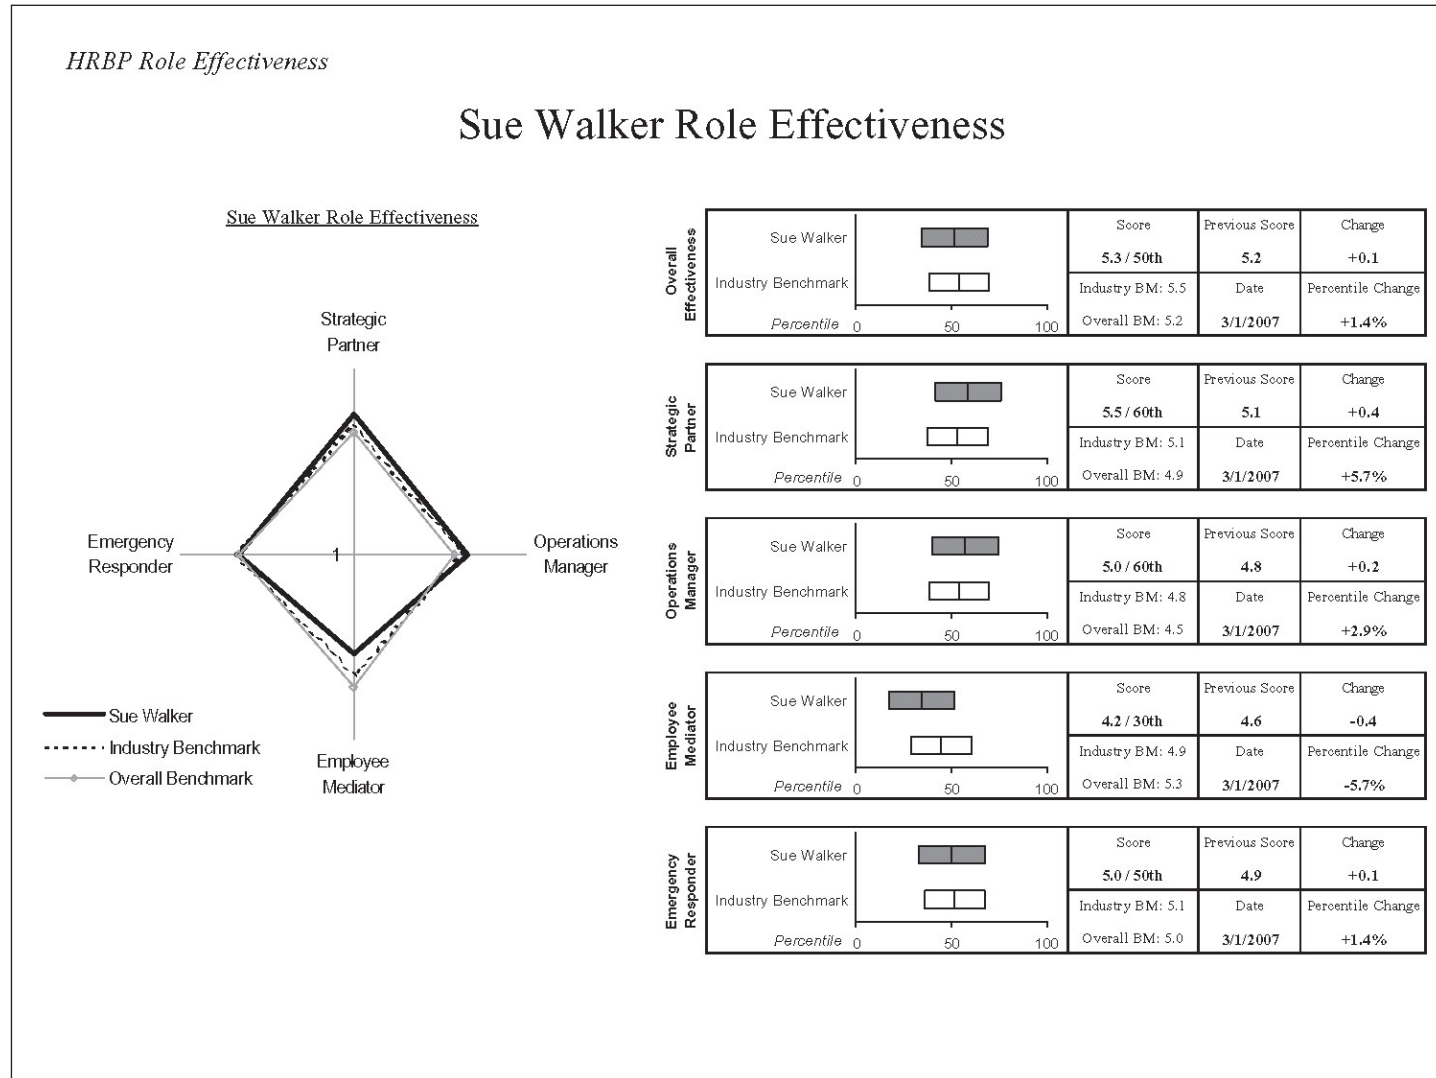 HRBP Role Effectiveness
Sue Walker Role Effectiveness
Sue Walker Role Effectiveness
Strategic
Partner
Emergency
Responder
1
Operations
Manager
Employee
Mediator
Sue Walker
Industry Benchmark
Overall Benchmark
Overall
Effectiveness
Sue Walker
Industry Benchmark
Percentile 0 50 100
Score Previous Score Change
5.3 / 50th 5.2 +0.1
Industry BM: 5.5 Date Percentile Change
Overall BM: 5.2 3/1/2007 +1.4%
Strategic
Partner
Sue Walker
Industry Benchmark
Percentile 0 50 100
Score Previous Score Change
5.5 / 60th 5.1 +0.4
Industry BM: 5.1 Date Percentile Change
Overall BM: 4.9 3/1/2007 +5.7%
Operations
Manager
Sue Walker
Industry Benchmark
Percentile 0 50 100
Score Previous Score Change
5.0 / 60th 4.8 +0.2
Industry BM: 4.8 Date Percentile Change
Overall BM: 4.5 3/1/2007 +2.9%
Employee
Mediator
Sue Walker
Industry Benchmark
Percentile 0 50 100
Score Previous Score Change
4.2 / 30th 4.6 -0.4
Industry BM: 4.9 Date Percentile Change
Overall BM: 5.3 3/1/2007 -5.7%
Emergency
Responder
Sue Walker
Industry Benchmark
Percentile 0 50 100
Score Previous Score Change
5.0 / 50th 4.9 +0.1
Industry BM: 5.1 Date Percentile Change
Overall BM: 5.0 3/1/2007 +1.4%